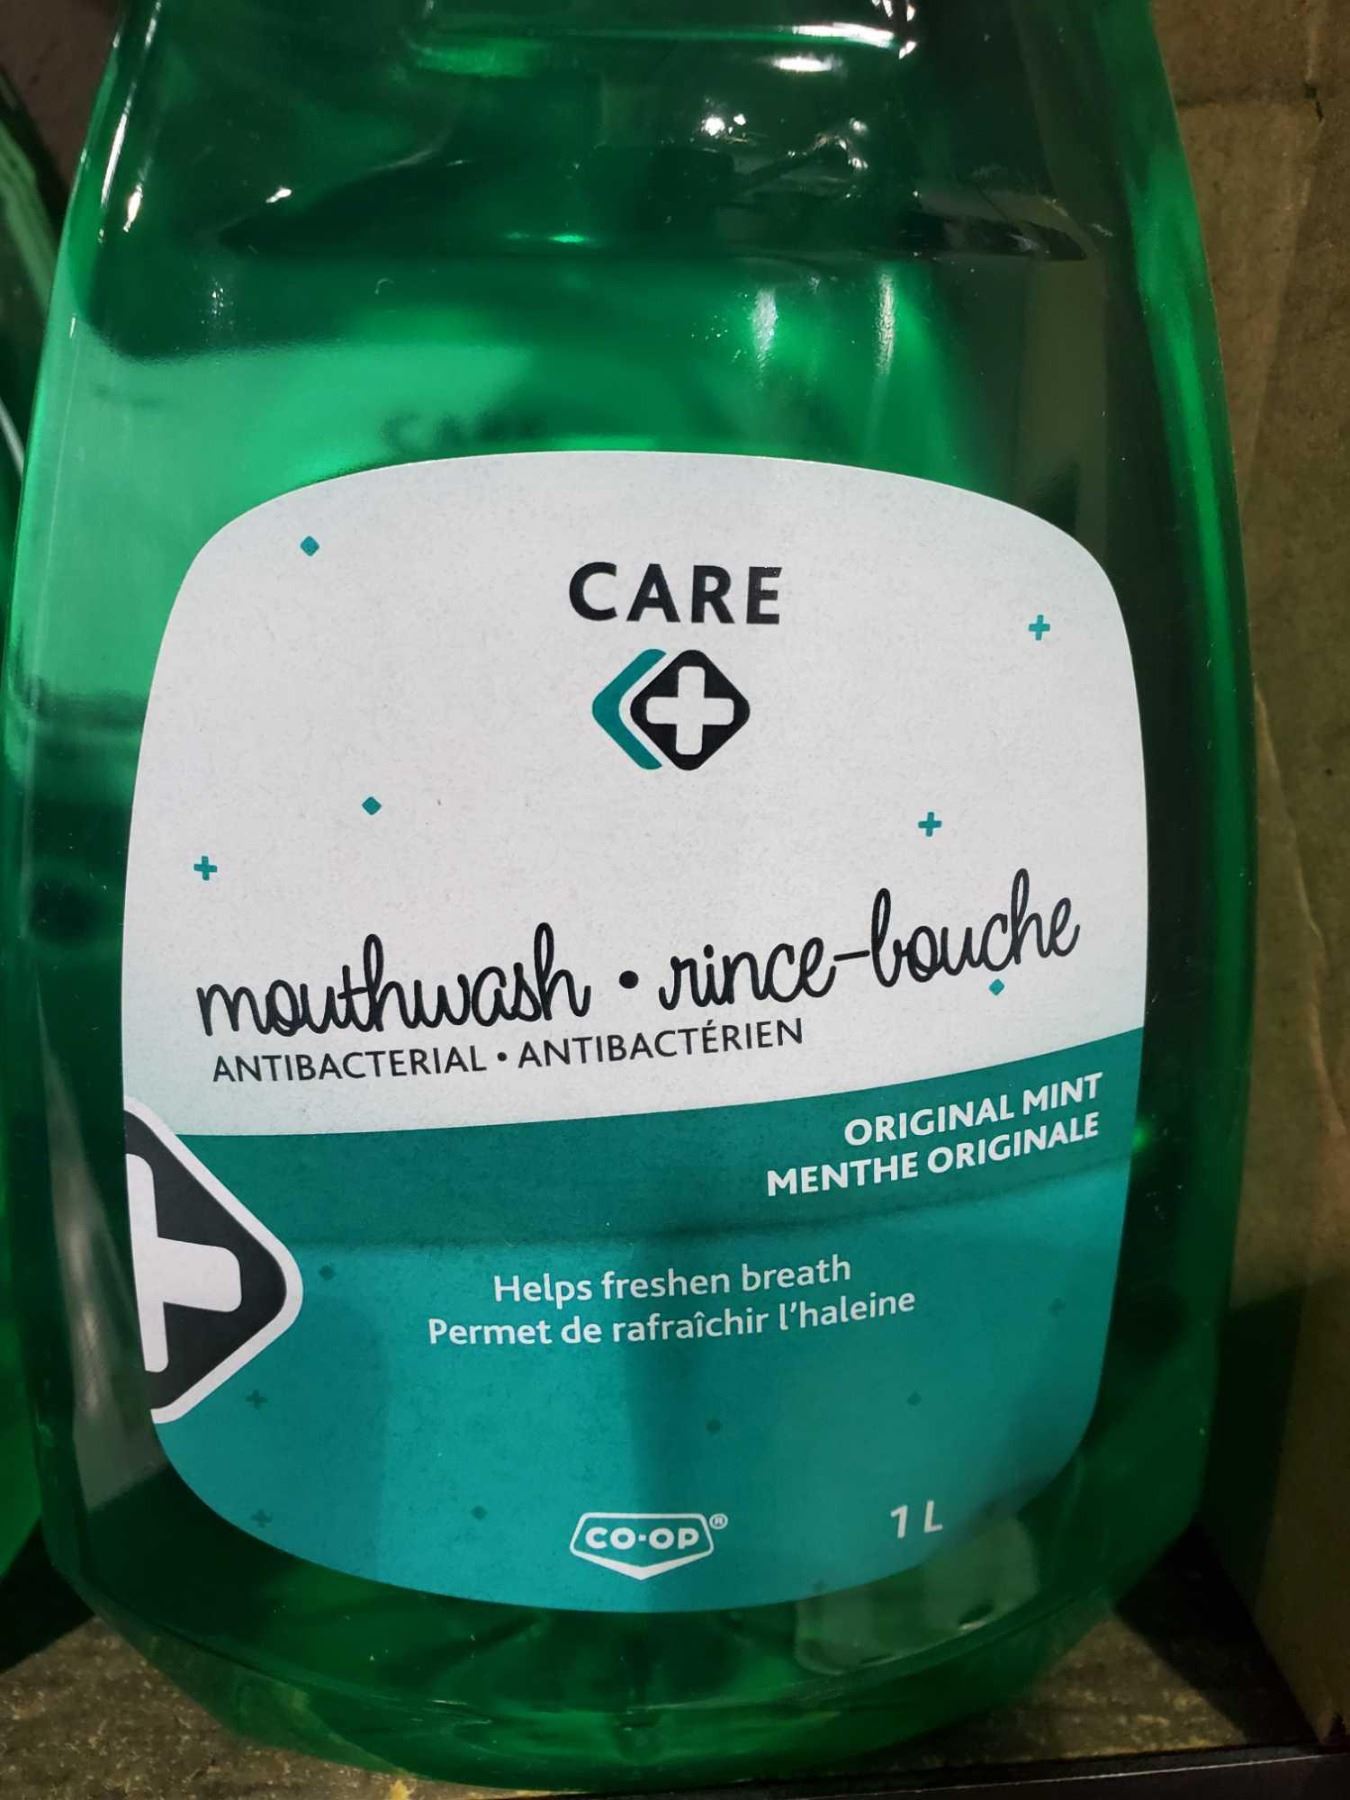 CARE
mouthwash • rince-bouche
ANTIBACTERIAL • ANTIBACTÉRIEN
ORIGINAL MINT
MENTHE ORIGINALE
Helps freshen breath
Permet de rafraîchir l'haleine
CO-OP®
1 L